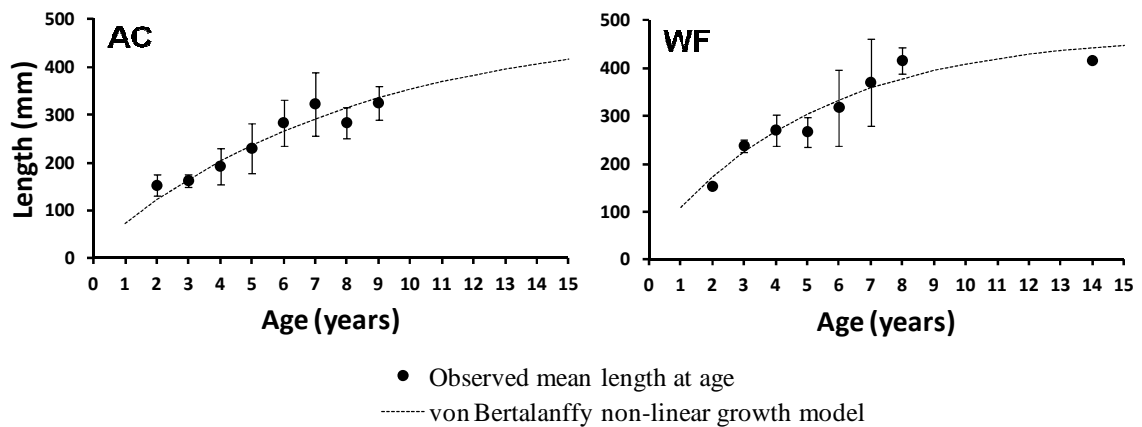 AC
500
400
300
200
100
0
Length (mm)
0 1 2 3 4 5 6 7 8 9 10 11 12 13 14 15
Age (years)
WF
500
400
300
200
100
0
0 1 2 3 4 5 6 7 8 9 10 11 12 13 14 15
Age (years)
Observed mean length at age
von Bertalanffy non-linear growth model